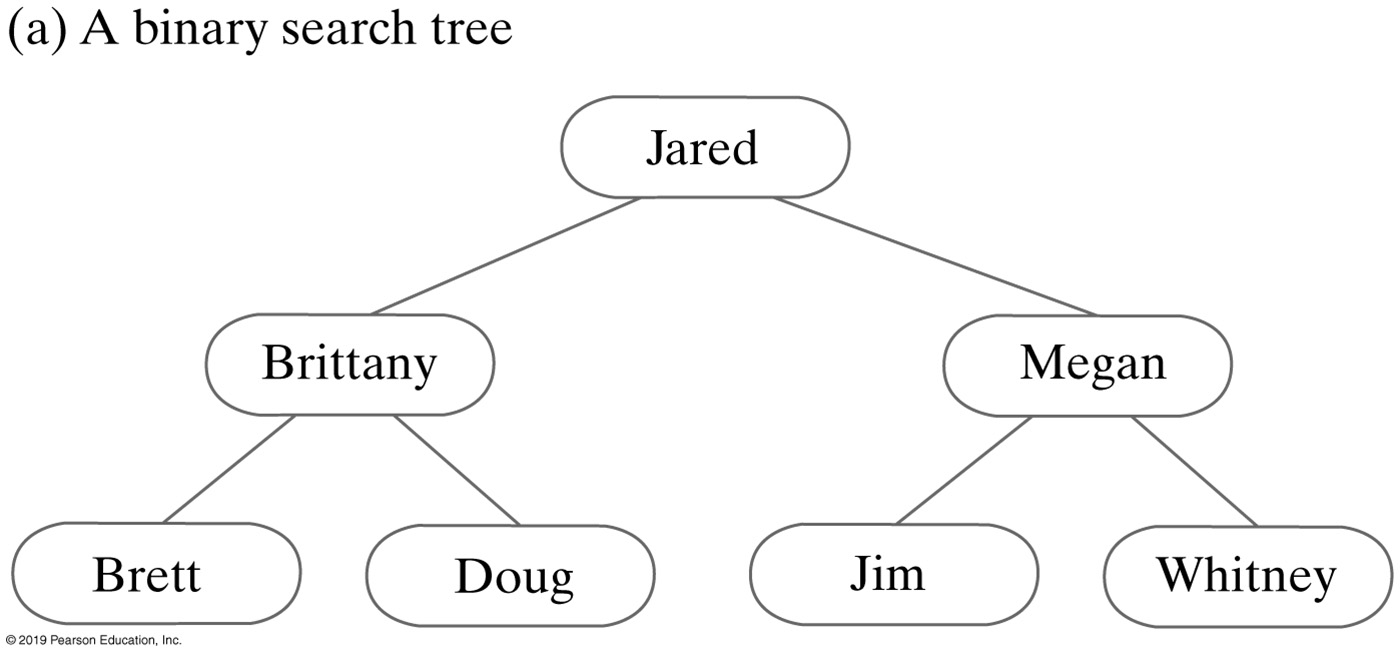 (a) A binary search tree
Jared
Brittany
Megan
Brett
Doug
Jim
Whitney
© 2019 Pearson Education, Inc.